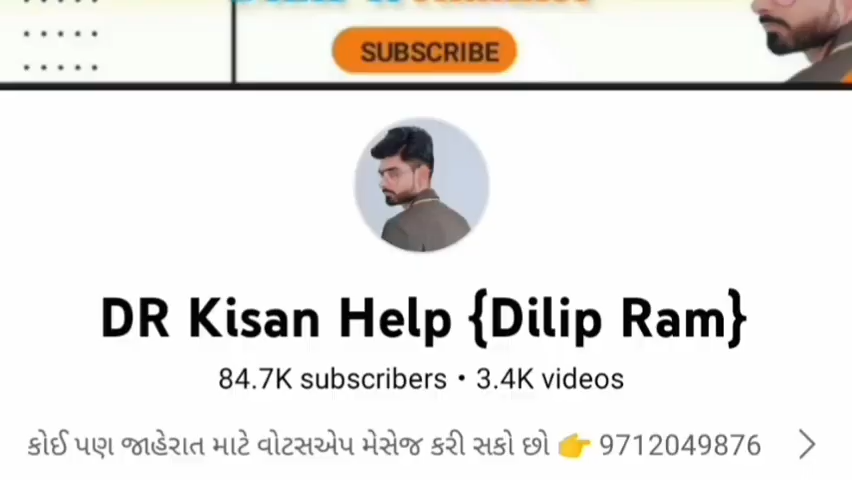 SUBSCRIBE
DR Kisan Help {Dilip Ram}
84.7K subscribers • 3.4K videos
કોઈ પણ જાહેરાત માટે વોટસએપ મેસેજ કરી સકો છો 👉 9712049876